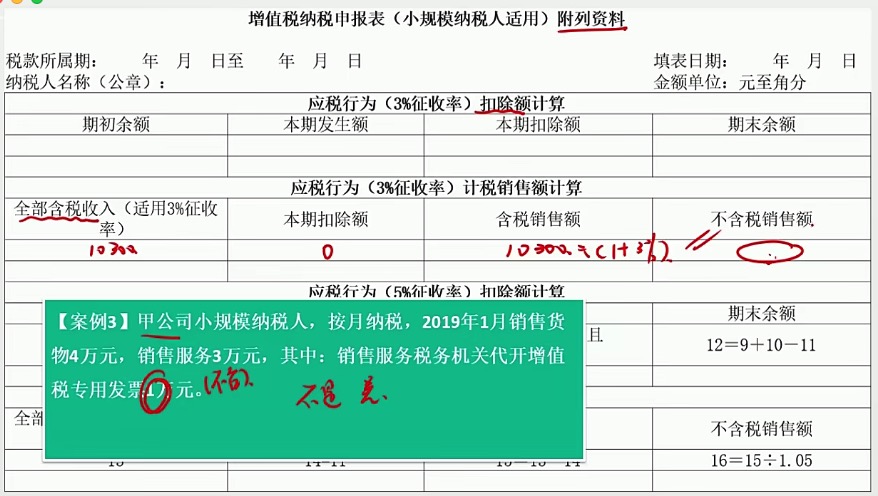 增值税纳税申报表（小规模纳税人适用）附列资料
税款所属期： 年 月 日至 年 月 日 填表日期： 年 月 日
纳税人名称（公章）： 金额单位：元至角分
应税行为（3%征收率）扣除额计算
期初余额 本期发生额 本期扣除额 期末余额
应税行为（3%征收率）计税销售额计算
全部含税收入（适用3%征收率） 本期扣除额 含税销售额 不含税销售额
10300 0 10300÷(1+3%)
应税行为（5%征收率）扣除额计算
期末余额
且
12=9+10-11
【案例3】甲公司小规模纳税人，按月纳税，2019年1月销售货
物4万元，销售服务3万元，其中：销售服务税务机关代开增值
税专用发票1万元。(不含)
不是 差
全部
不含税销售额
16=15÷1.05